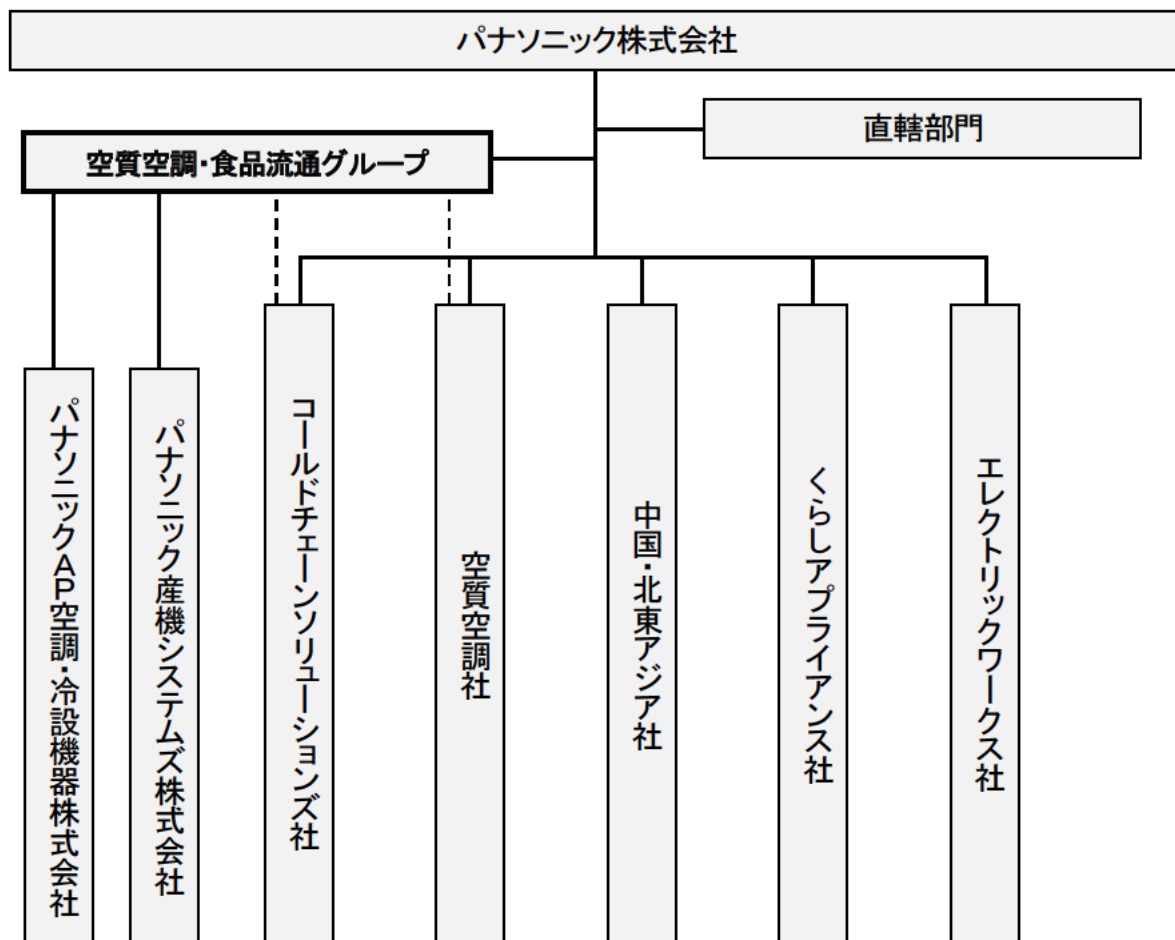 パナソニック株式会社
直轄部門
空質空調・食品流通グループ
パナソニックＡＰ空調・冷設機器株式会社
パナソニック産機システムズ株式会社
コールドチェーンソリューションズ社
空質空調社
中国・北東アジア社
くらしアプライアンス社
エレクトリックワークス社